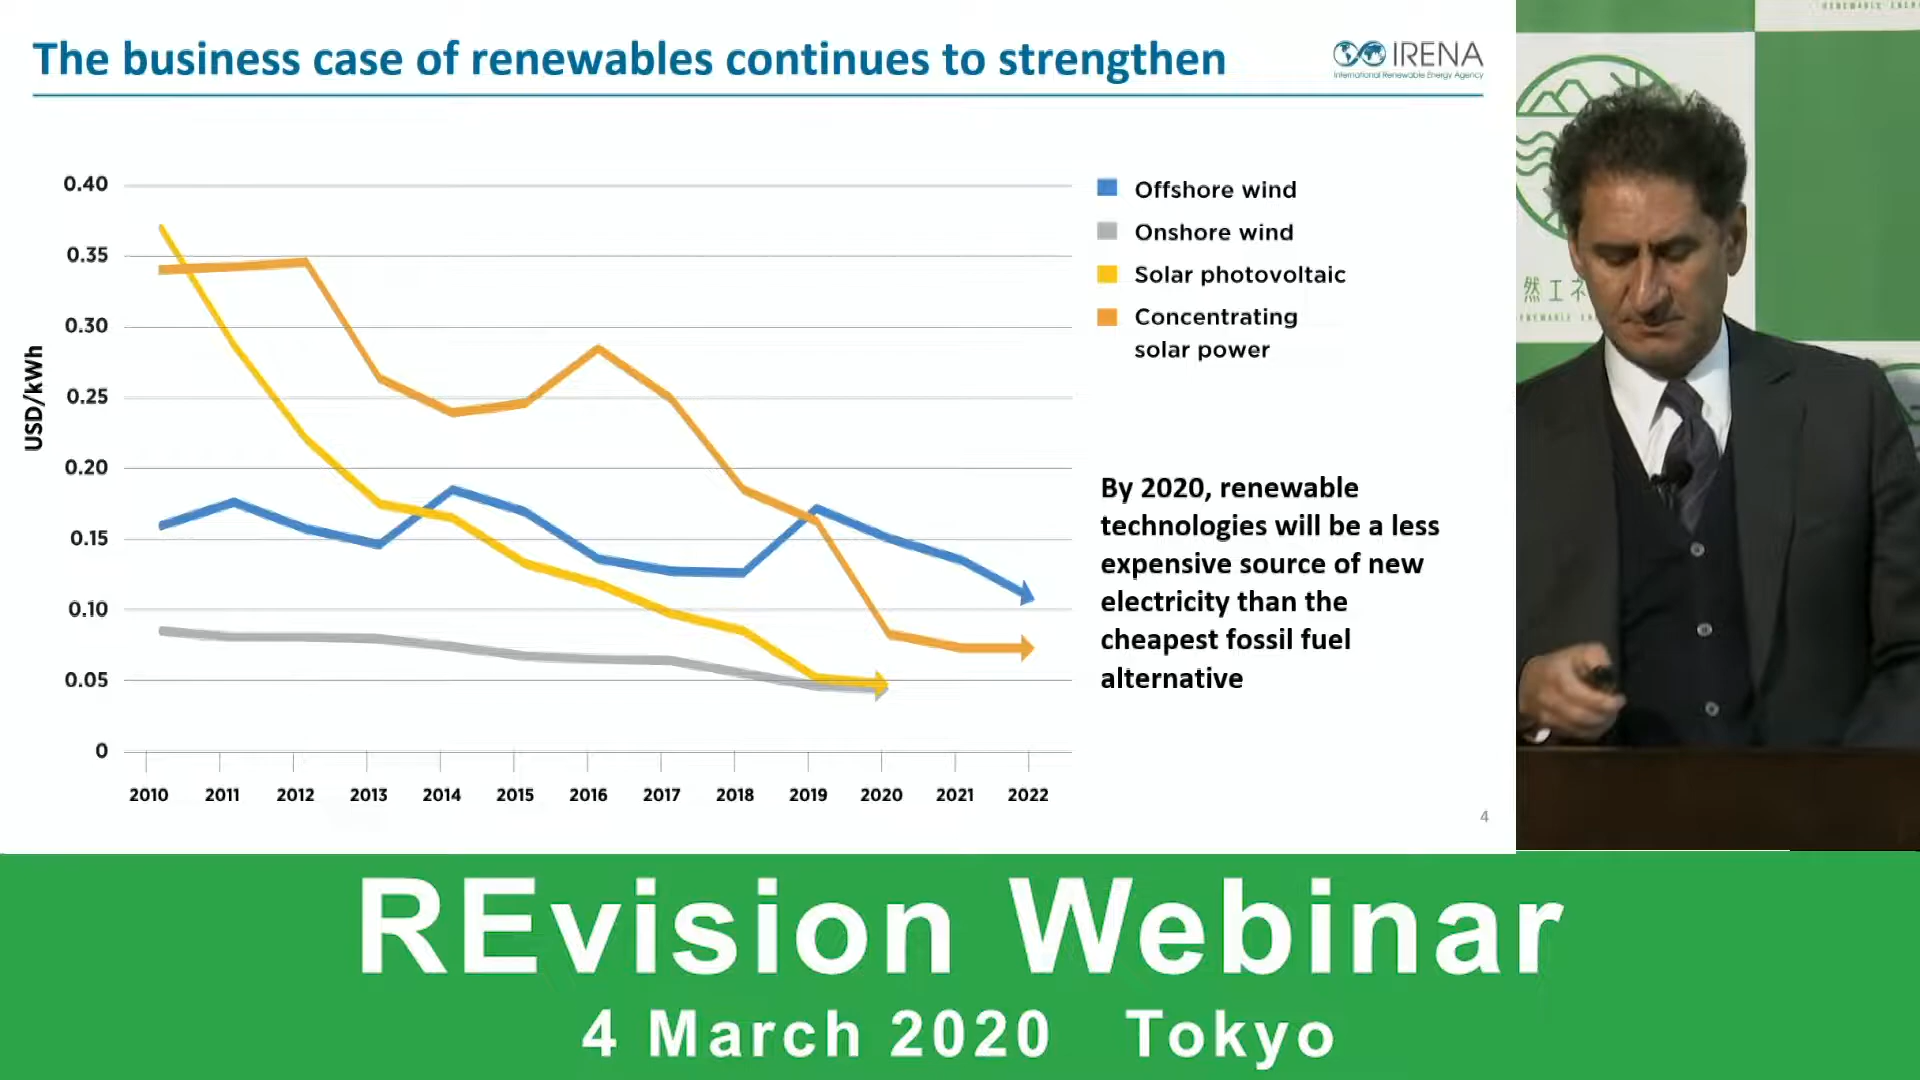 The business case of renewables continues to strengthen
IRENA
International Renewable Energy Agency
0.40
0.35
0.30
0.25
0.20
0.15
0.10
0.05
0
USD/kWh
2010 2011 2012 2013 2014 2015 2016 2017 2018 2019 2020 2021 2022
Offshore wind
Onshore wind
Solar photovoltaic
Concentrating
solar power
By 2020, renewable
technologies will be a less
expensive source of new
electricity than the
cheapest fossil fuel
alternative
4
然エネ
REvision Webinar
4 March 2020 Tokyo